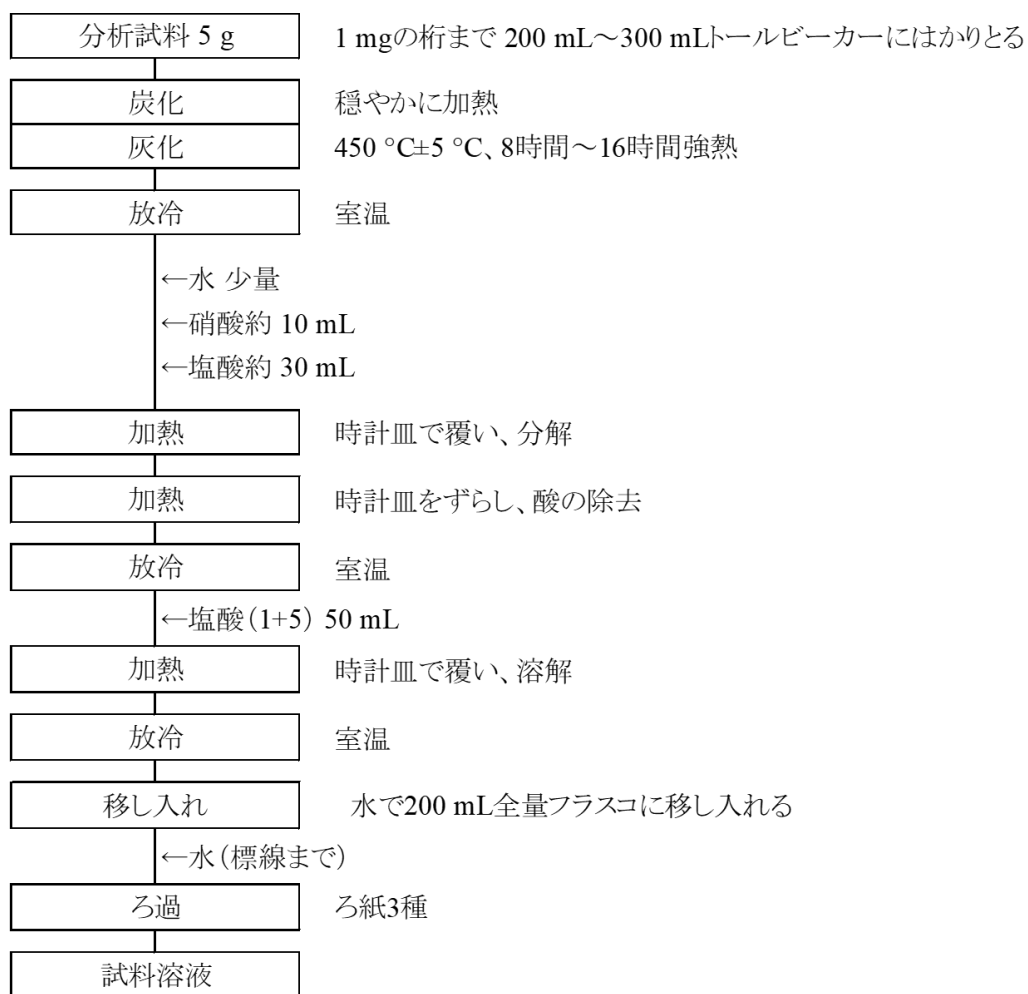 分析試料 5 g 1 mgの桁まで 200 mL～300 mLトールビーカーにはかりとる
炭化 穏やかに加熱
灰化 450 °C±5 °C、8時間～16時間強熱
放冷 室温
←水 少量
←硝酸約 10 mL
←塩酸約 30 mL
加熱 時計皿で覆い、分解
加熱 時計皿をずらし、酸の除去
放冷 室温
←塩酸（1+5） 50 mL
加熱 時計皿で覆い、溶解
放冷 室温
移し入れ 水で200 mL全量フラスコに移し入れる
←水（標線まで）
ろ過 ろ紙3種
試料溶液